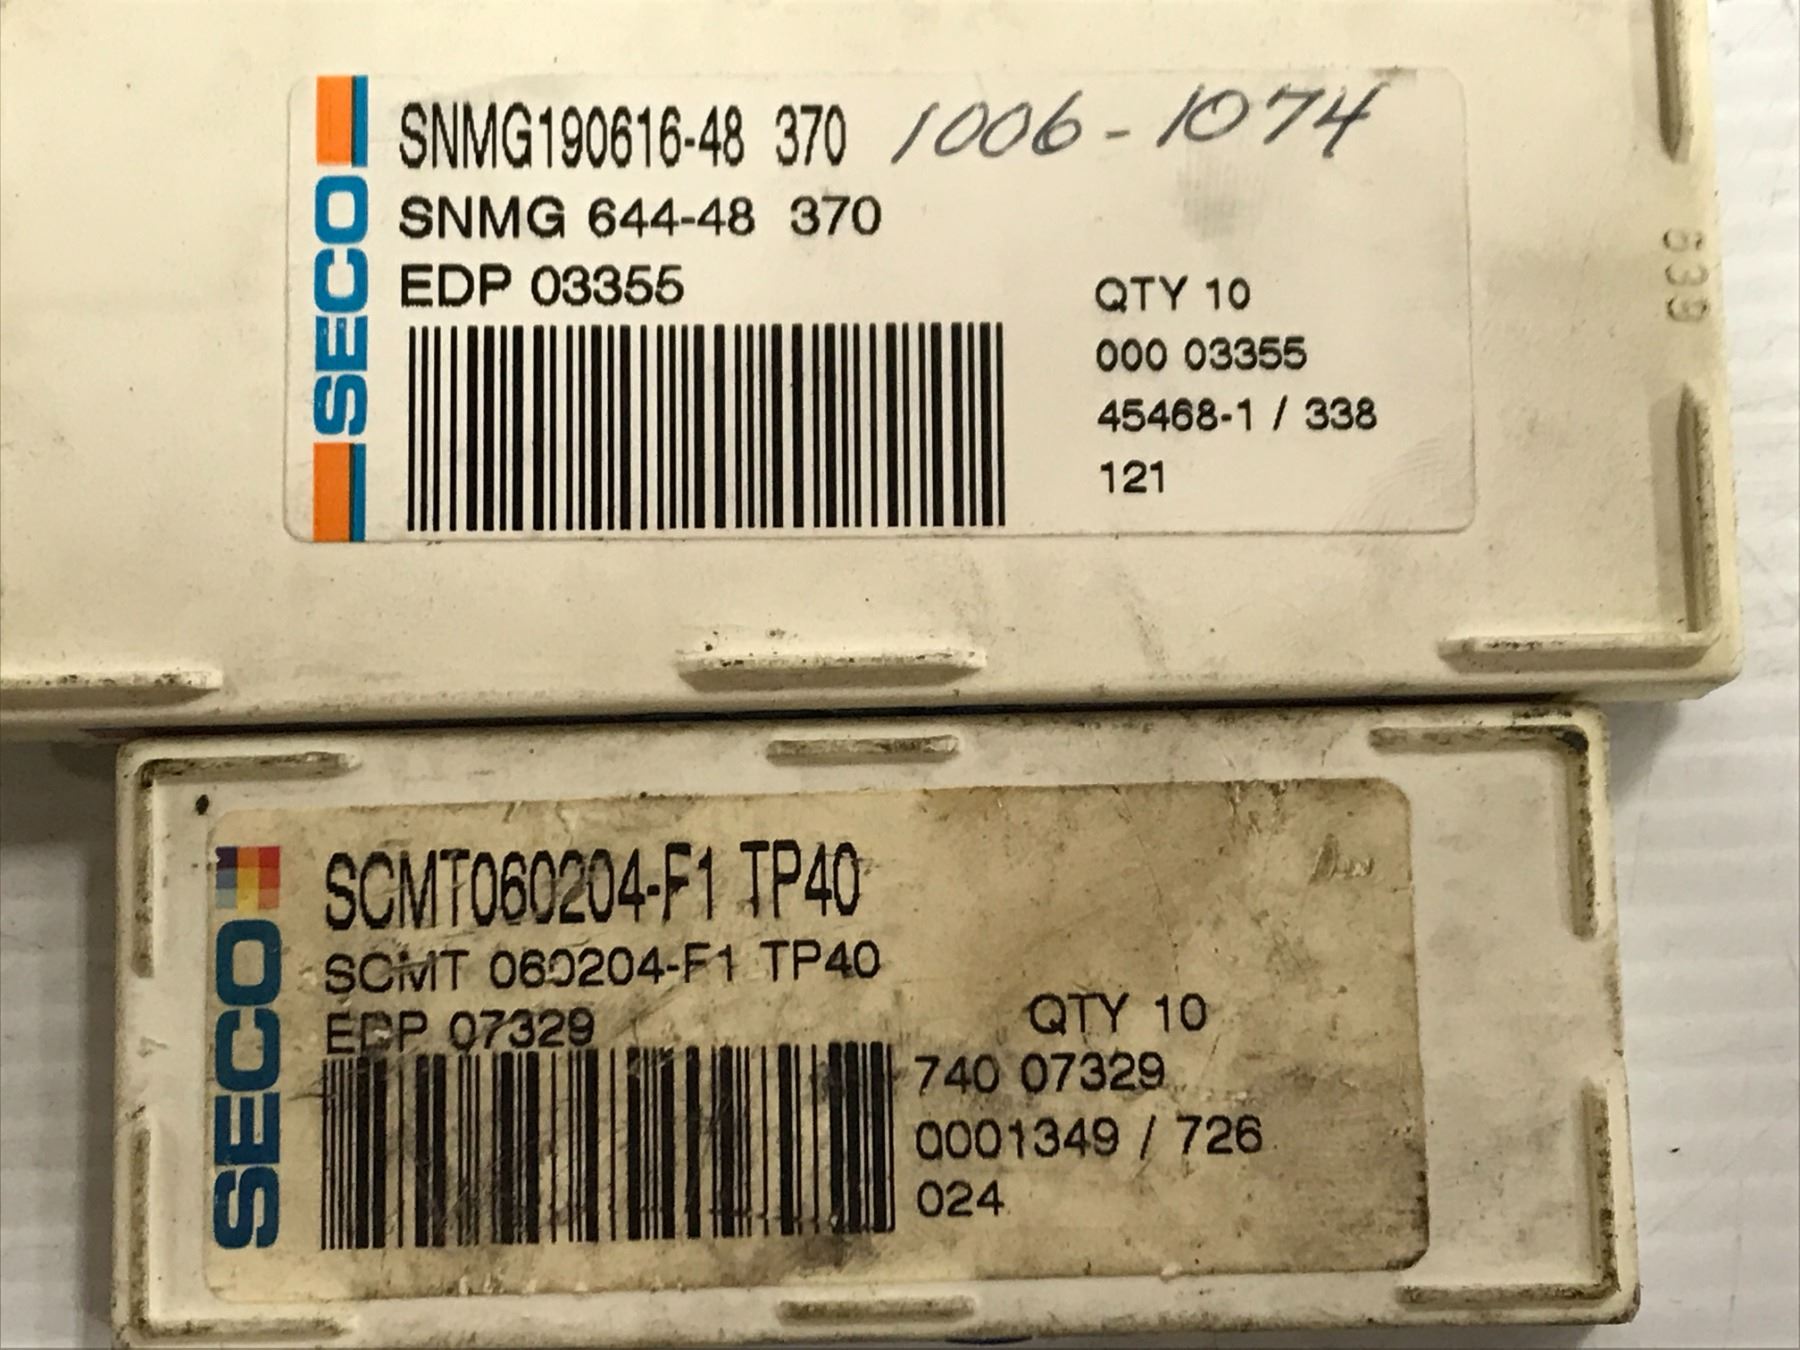 SECO
SNMG190616-48 370 1006-1074
SNMG 644-48 370
EDP 03355
QTY 10
000 03355
45468-1 / 338
121
639
SECO
SCMT060204-F1 TP40
SCMT 060204-F1 TP40
EDP 07329
QTY 10
740 07329
0001349 / 726
024